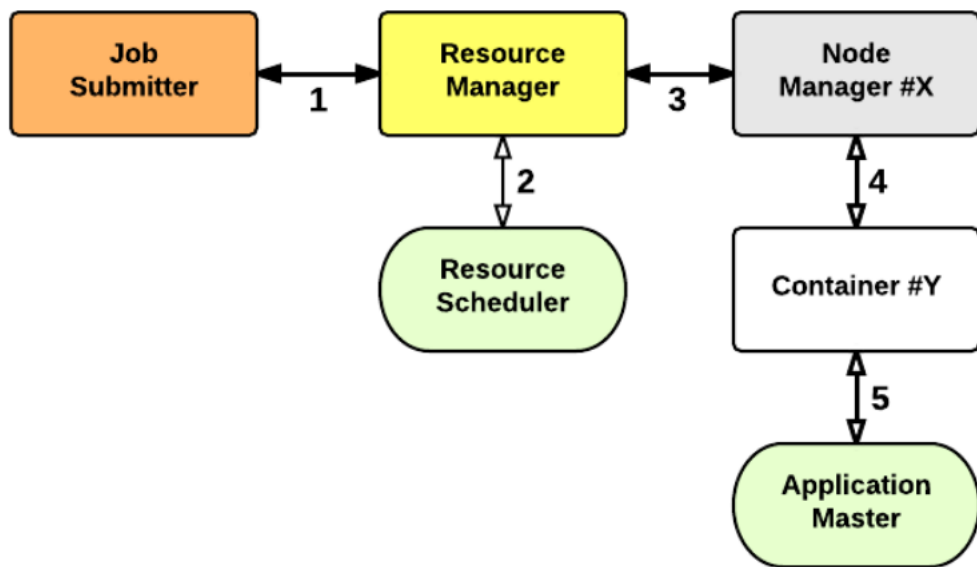 Job
Submitter
1
Resource
Manager
3
Node
Manager #X
2
4
Resource
Scheduler
Container #Y
5
Application
Master